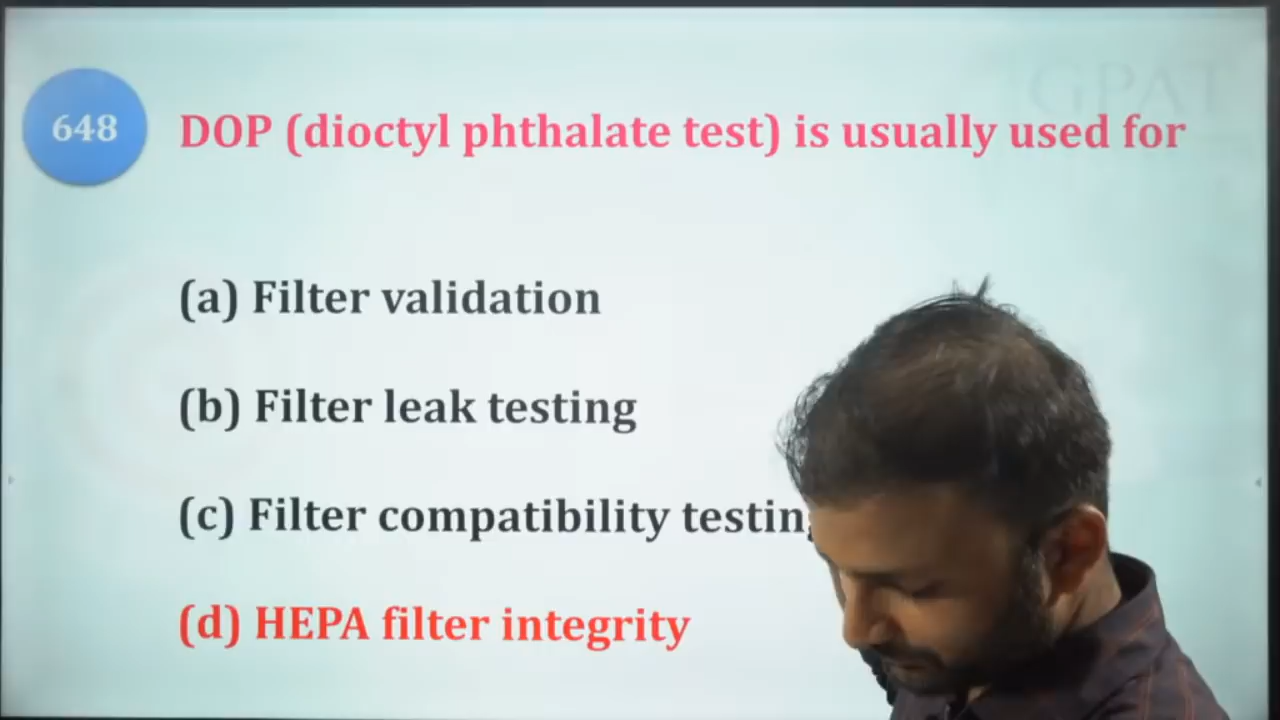 GPAT
648
DOP (dioctyl phthalate test) is usually used for
(a) Filter validation
(b) Filter leak testing
(c) Filter compatibility
(d) HEPA filter integrity